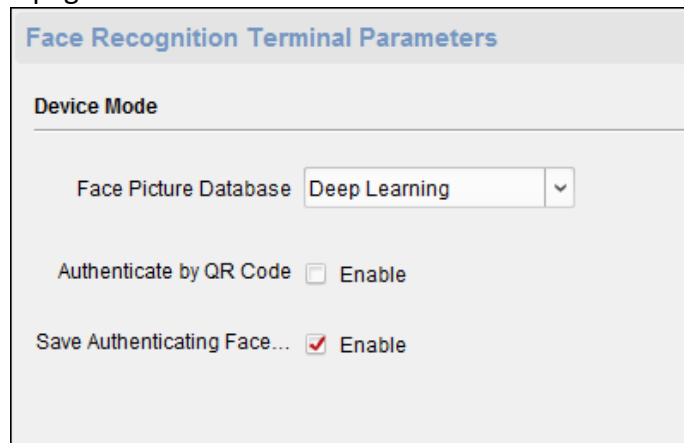 Face Recognition Terminal Parameters
Device Mode
Face Picture Database Deep Learning
Authenticate by QR Code Enable
Save Authenticating Face... Enable